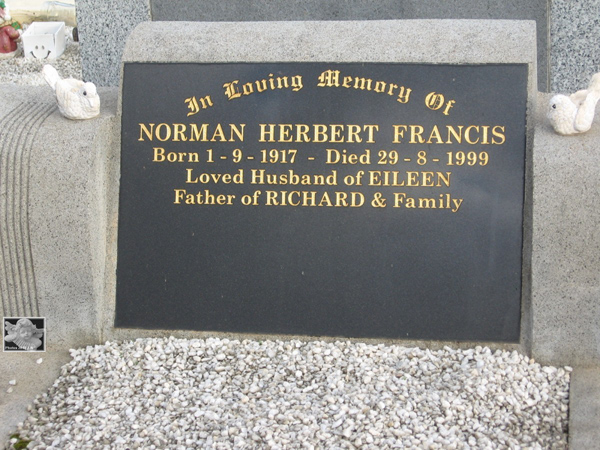 In Loving Memory Of
NORMAN HERBERT FRANCIS
Born 1 - 9 - 1917 - Died 29 - 8 - 1999
Loved Husband of EILEEN
Father of RICHARD & Family